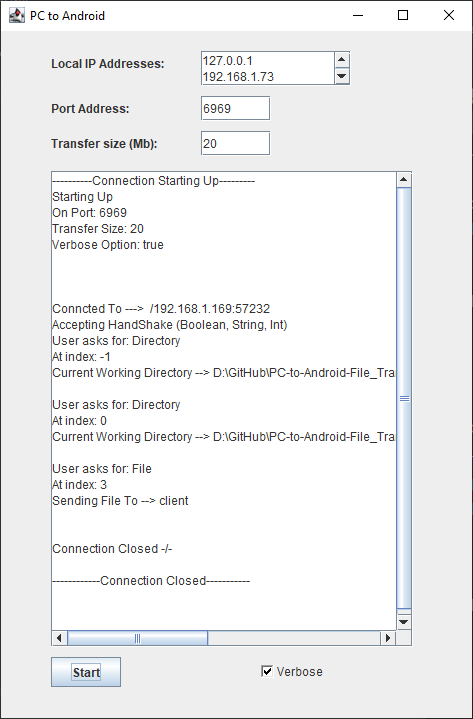 PC to Android
Local IP Addresses:
127.0.0.1
192.168.1.73
Port Address:
6969
Transfer size (Mb):
20
----------Connection Starting Up---------
Starting Up
On Port: 6969
Transfer Size: 20
Verbose Option: true
Conncted To ---> /192.168.1.169:57232
Accepting HandShake (Boolean, String, Int)
User asks for: Directory
At index: -1
Current Working Directory --> D:\GitHub\PC-to-Android-File_Tra
User asks for: Directory
At index: 0
Current Working Directory --> D:\GitHub\PC-to-Android-File_Tra
User asks for: File
At index: 3
Sending File To --> client
Connection Closed -/-
------------Connection Closed-----------
Start
Verbose